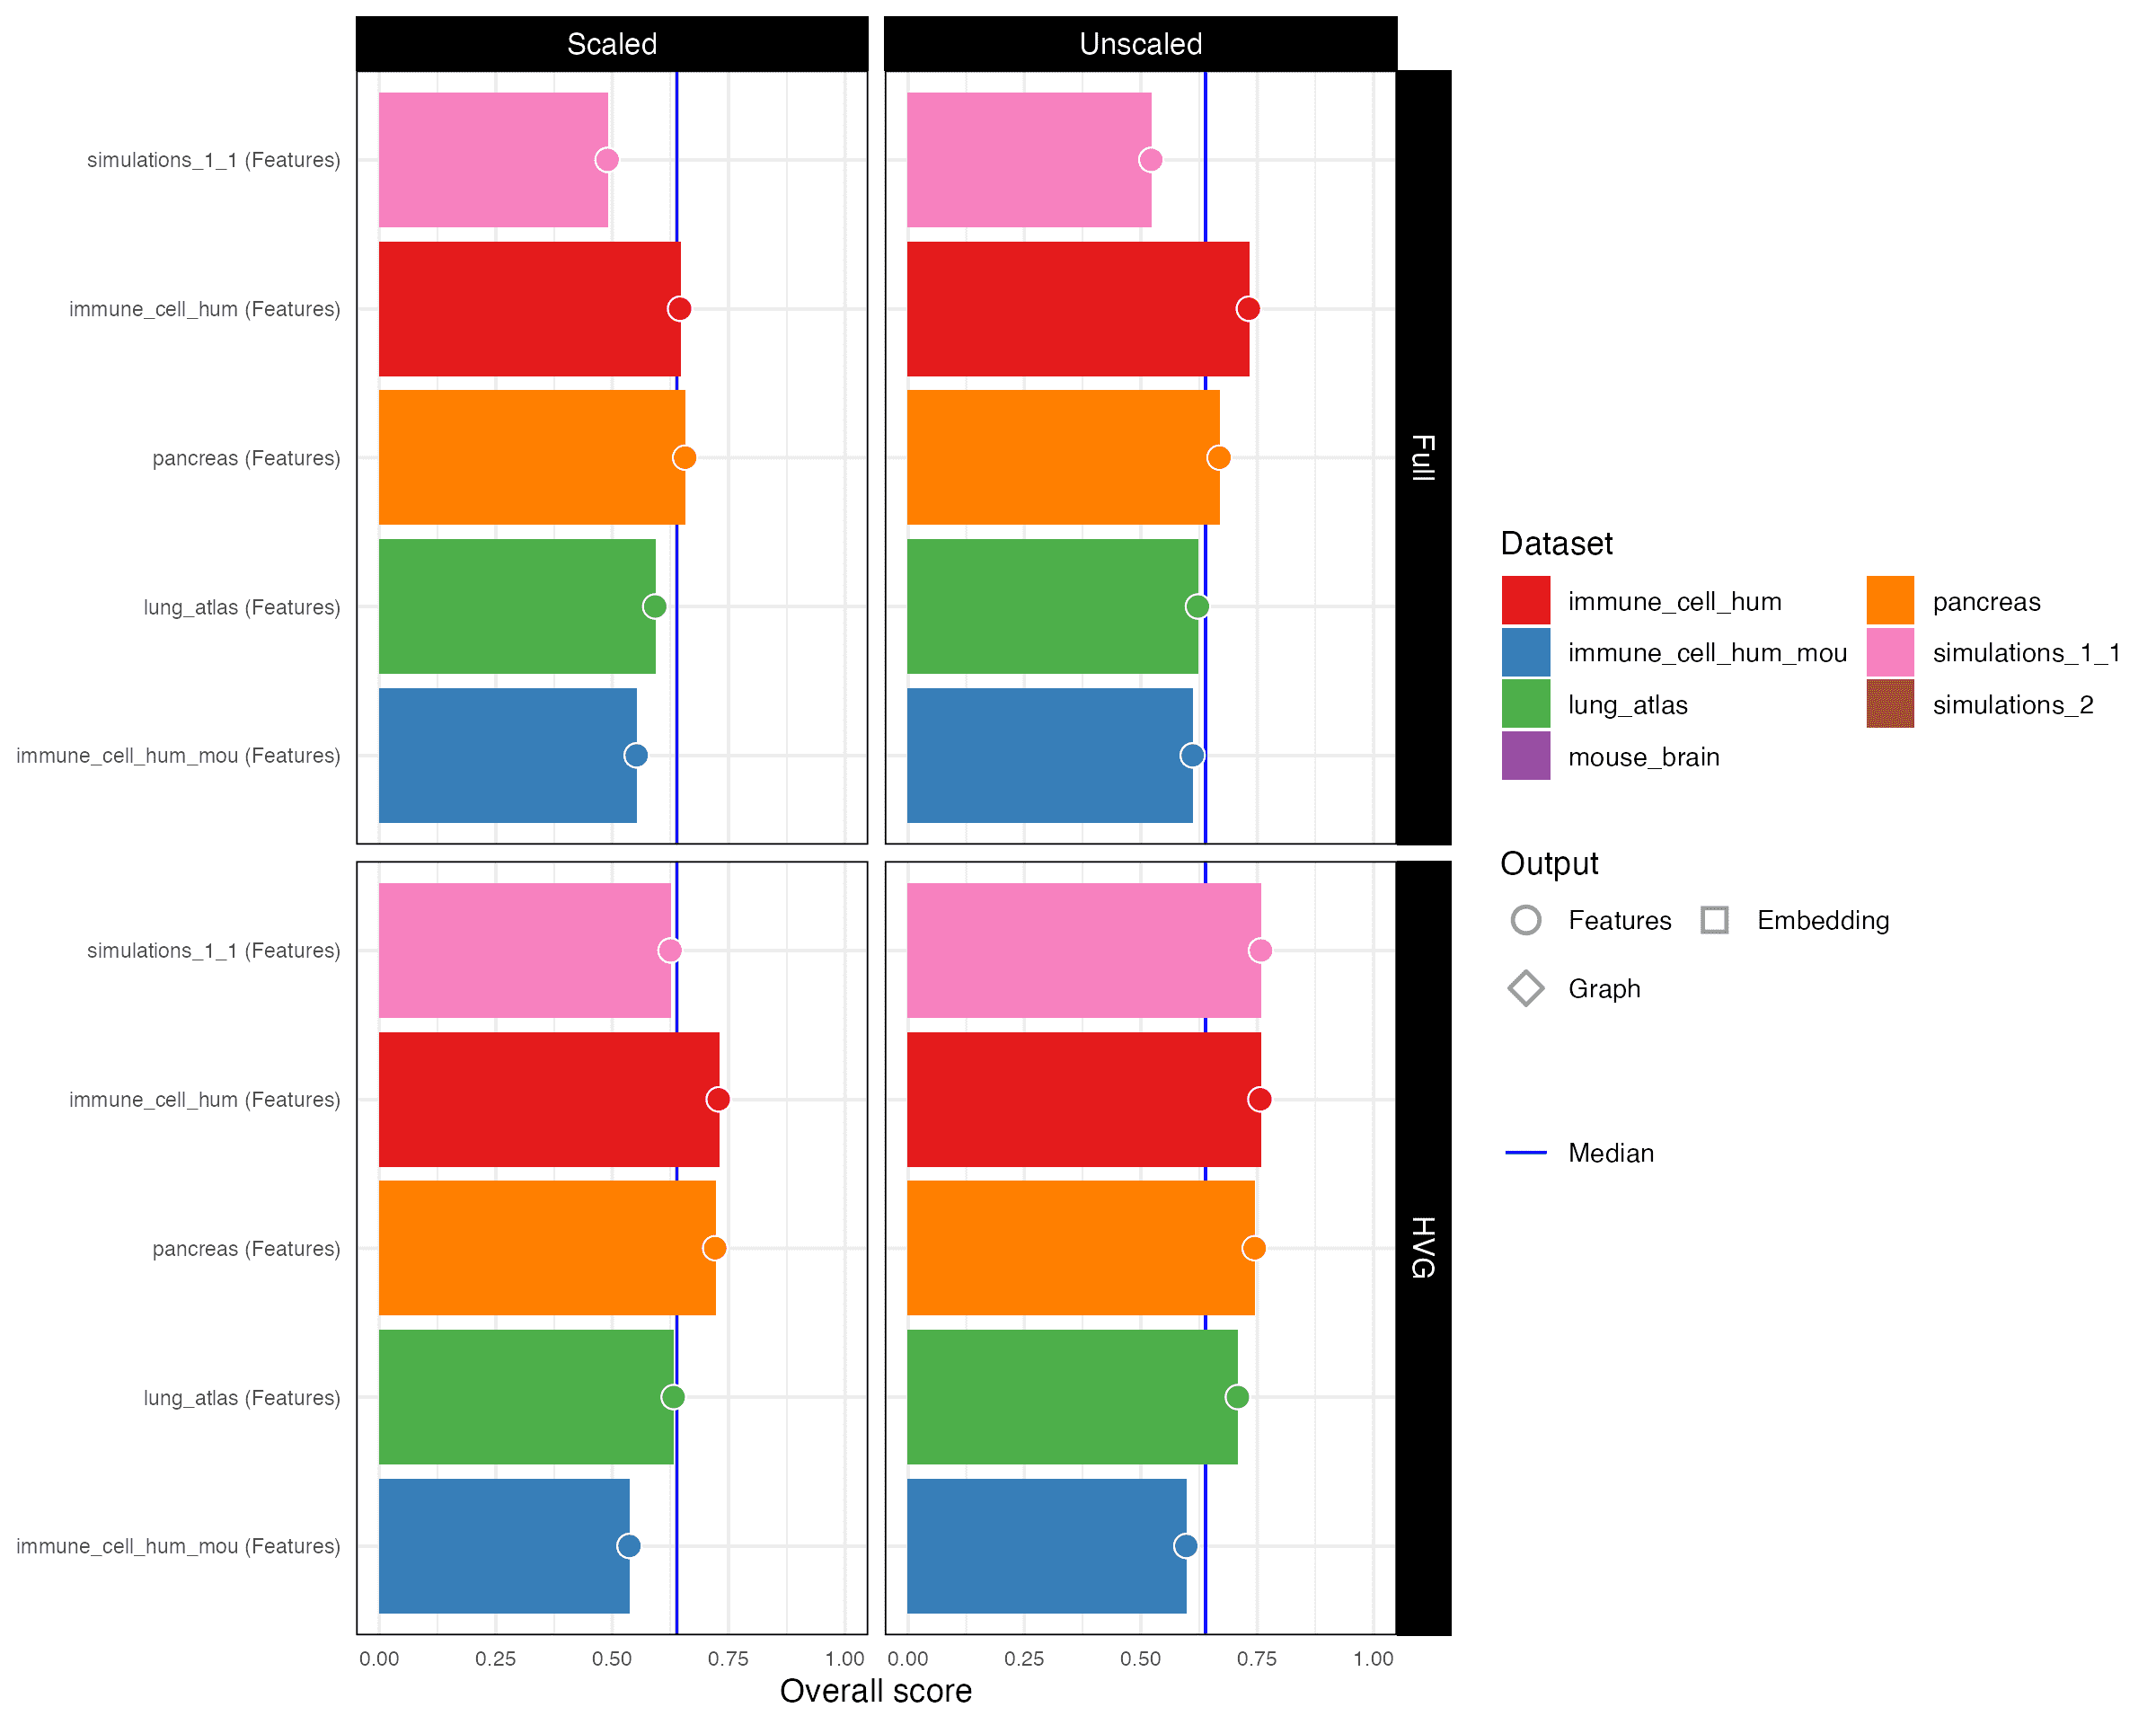 Scaled
Unscaled
simulations_1_1 (Features)
immune_cell_hum (Features)
pancreas (Features)
lung_atlas (Features)
immune_cell_hum_mou (Features)
Full
simulations_1_1 (Features)
immune_cell_hum (Features)
pancreas (Features)
lung_atlas (Features)
immune_cell_hum_mou (Features)
HVG
0.00 0.25 0.50 0.75 1.00
0.00 0.25 0.50 0.75 1.00
Overall score
Dataset
immune_cell_hum
immune_cell_hum_mou
lung_atlas
mouse_brain
pancreas
simulations_1_1
simulations_2
Output
Features
Embedding
Graph
Median